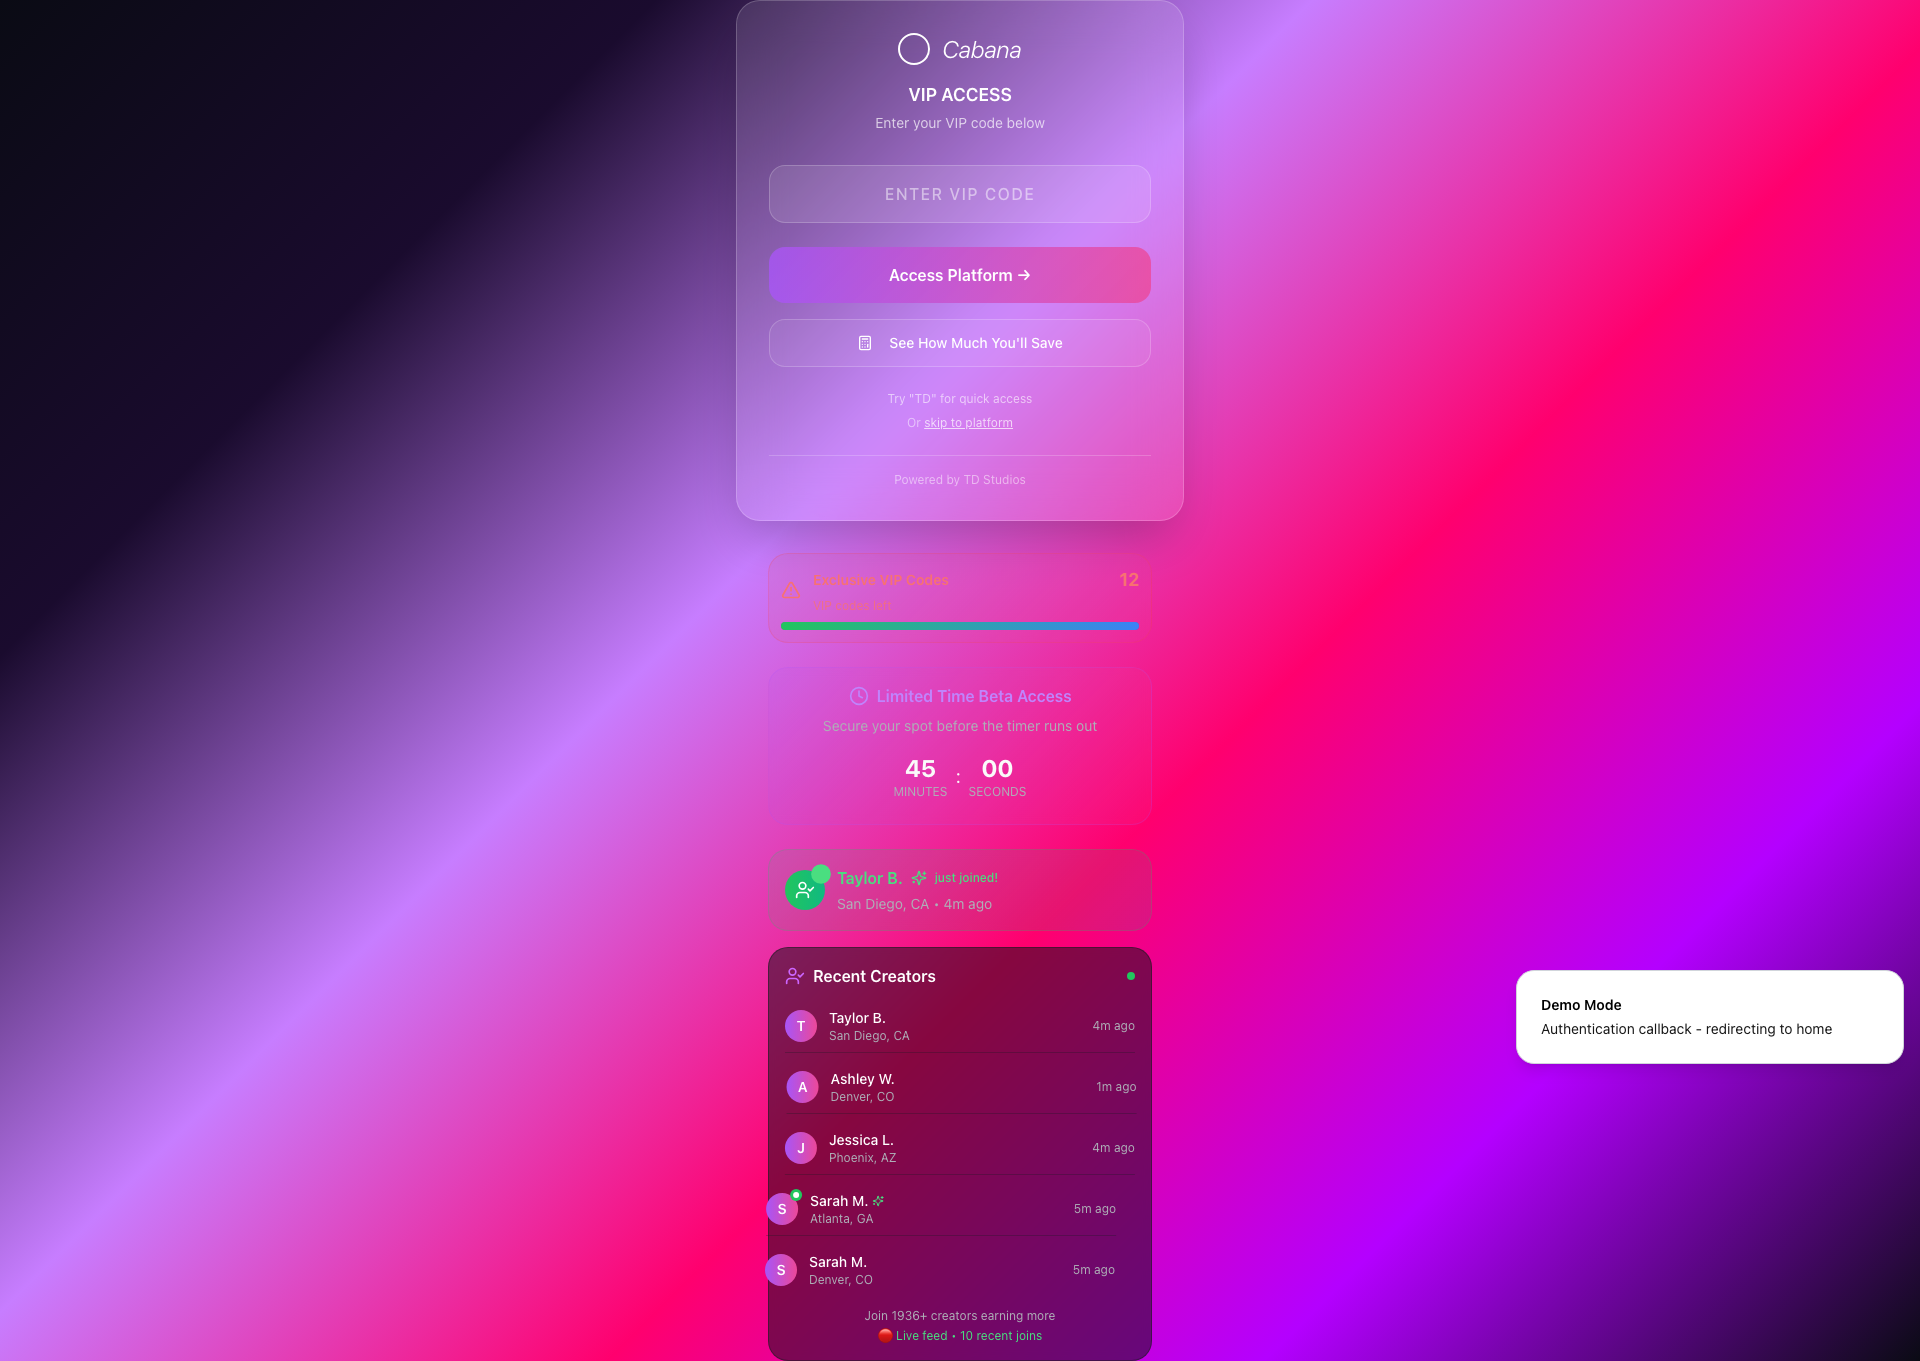 Cabana
VIP ACCESS
Enter your VIP code below
ENTER VIP CODE
Access Platform →
See How Much You'll Save
Try "TD" for quick access
Or skip to platform
Powered by TD Studios
Exclusive VIP Codes
12
VIP codes left
Limited Time Beta Access
Secure your spot before the timer runs out
45 : 00
MINUTES SECONDS
Taylor B. just joined!
San Diego, CA • 4m ago
Recent Creators
T
Taylor B.
San Diego, CA
4m ago
A
Ashley W.
Denver, CO
1m ago
J
Jessica L.
Phoenix, AZ
4m ago
S
Sarah M.
Atlanta, GA
5m ago
S
Sarah M.
Denver, CO
5m ago
Join 1936+ creators earning more
Live feed • 10 recent joins
Demo Mode
Authentication callback - redirecting to home